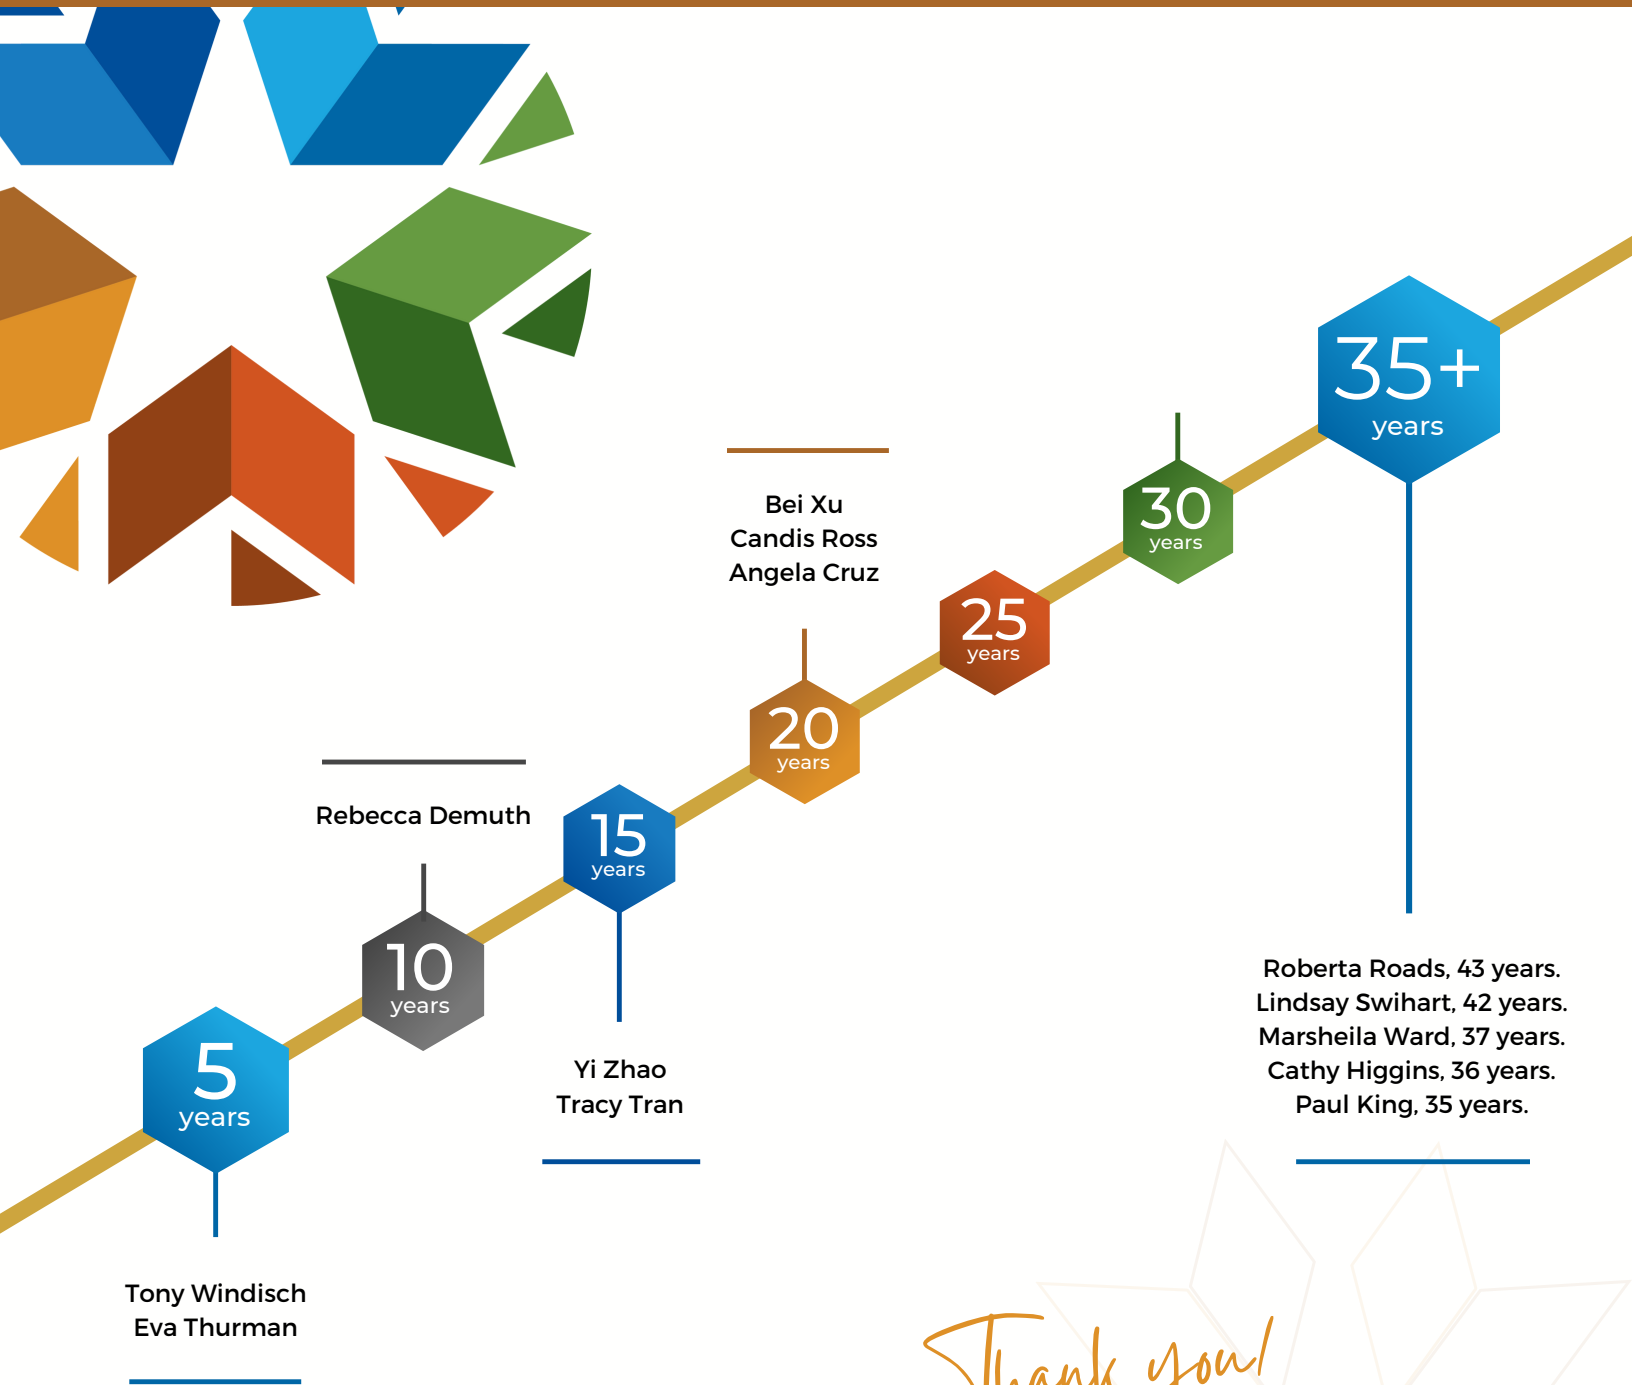 35+
years
30
years
Bei Xu
Candis Ross
Angela Cruz
25
years
20
years
Rebecca Demuth
15
years
10
years
Roberta Roads, 43 years.
Lindsay Swihart, 42 years.
Marsheila Ward, 37 years.
Cathy Higgins, 36 years.
Paul King, 35 years.
5
years
Yi Zhao
Tracy Tran
Tony Windisch
Eva Thurman
Thank you!